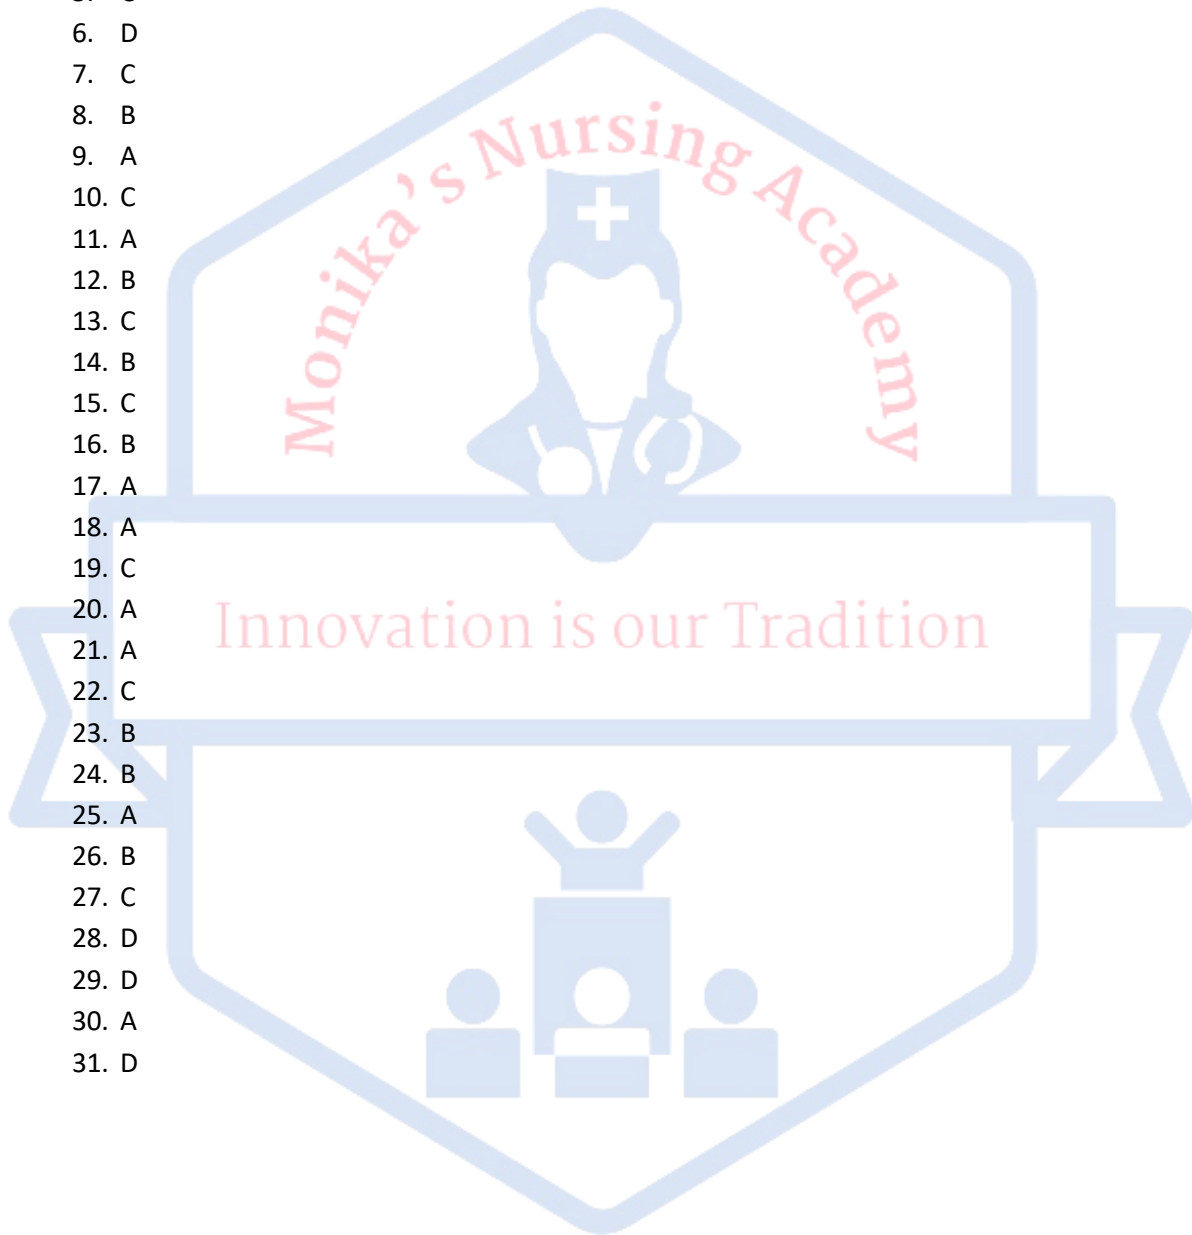 6. D
7. C
8. B
9. A
10. C
11. A
12. B
13. C
14. B
15. C
16. B
17. A
18. A
19. C
20. A
21. A
22. C
23. B
24. B
25. A
26. B
27. C
28. D
29. D
30. A
31. D
Monika's Nursing Academy
Innovation is our Tradition